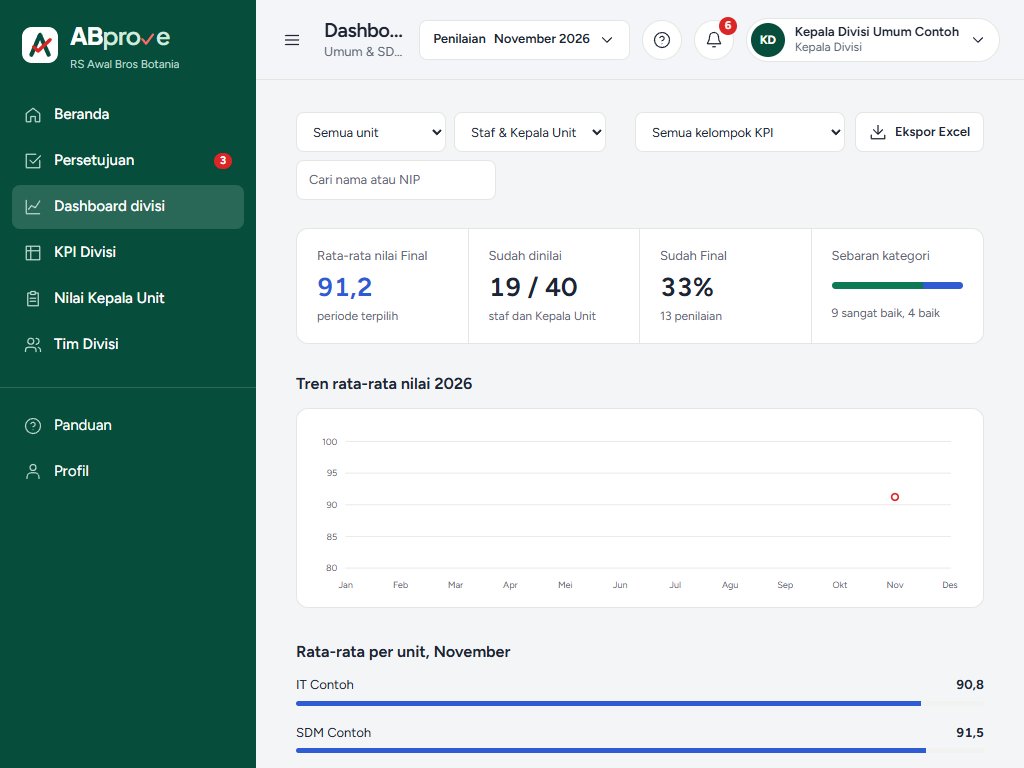 ABprove
RS Awal Bros Botania
Beranda
Persetujuan 3
Dashboard divisi
KPI Divisi
Nilai Kepala Unit
Tim Divisi
Panduan
Profil
Dashbo...
Umum & SD...
Penilaian November 2026
6
KD
Kepala Divisi Umum Contoh
Kepala Divisi
Semua unit
Staf & Kepala Unit
Semua kelompok KPI
Ekspor Excel
Cari nama atau NIP
Rata-rata nilai Final
91,2
periode terpilih
Sudah dinilai
19 / 40
staf dan Kepala Unit
Sudah Final
33%
13 penilaian
Sebaran kategori
9 sangat baik, 4 baik
Tren rata-rata nilai 2026
100
95
90
85
80
Jan Feb Mar Apr Mei Jun Jul Agu Sep Okt Nov Des
Rata-rata per unit, November
IT Contoh 90,8
SDM Contoh 91,5